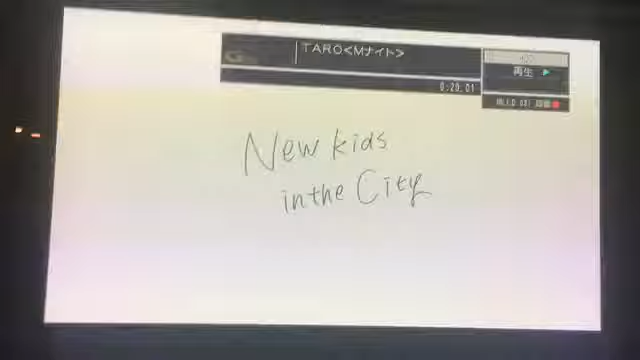 TARO<Mナイト>
再生
0:20.01
New kids
in the City